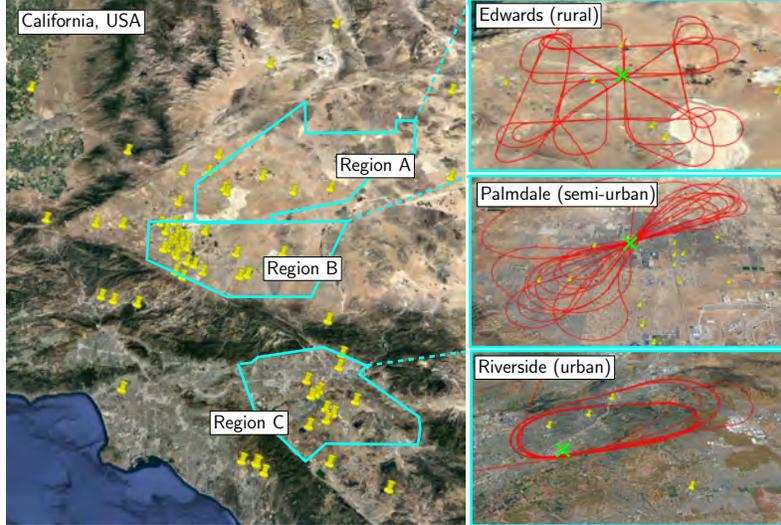 California, USA
Edwards (rural)
Region A
Palmdale (semi-urban)
Region B
Riverside (urban)
Region C